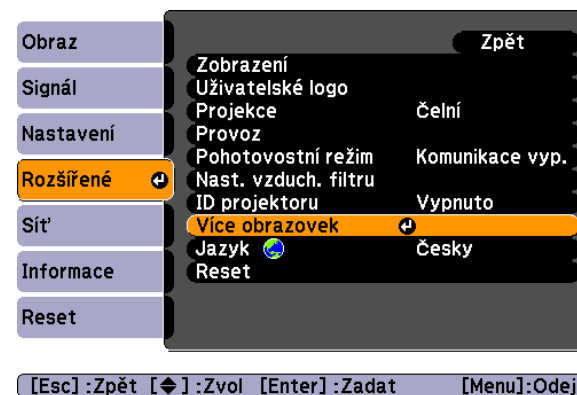 Obraz
Signál
Nastavení
Rozšířené
Síť
Informace
Reset
Zpět
Zobrazení
Uživatelské logo
Projekce Čelní
Provoz
Pohotovostní režim Komunikace vyp.
Nast. vzduch. filtru
ID projektoru Vypnuto
Více obrazovek
Jazyk Česky
Reset
[Esc] :Zpět [◆] :Zvol [Enter] :Zadat [Menu]:Odej